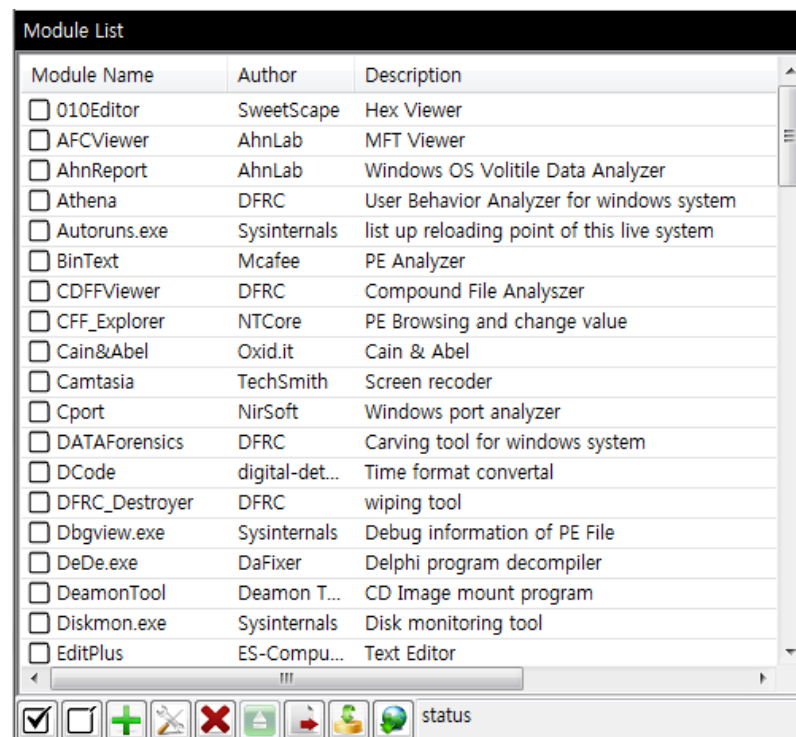 Module List
Module Name Author Description
010Editor SweetScape Hex Viewer
AFCViewer AhnLab MFT Viewer
AhnReport AhnLab Windows OS Volitile Data Analyzer
Athena DFRC User Behavior Analyzer for windows system
Autoruns.exe Sysinternals list up reloading point of this live system
BinText Mcafee PE Analyzer
CDFFViewer DFRC Compound File Analyszer
CFF_Explorer NTCore PE Browsing and change value
Cain&Abel Oxid.it Cain & Abel
Camtasia TechSmith Screen recoder
Cport NirSoft Windows port analyzer
DATAForensics DFRC Carving tool for windows system
DCode digital-det... Time format convertal
DFRC_Destroyer DFRC wiping tool
Dbgview.exe Sysinternals Debug information of PE File
DeDe.exe DaFixer Delphi program decompiler
DeamonTool Deamon T... CD Image mount program
Diskmon.exe Sysinternals Disk monitoring tool
EditPlus ES-Compu... Text Editor
status